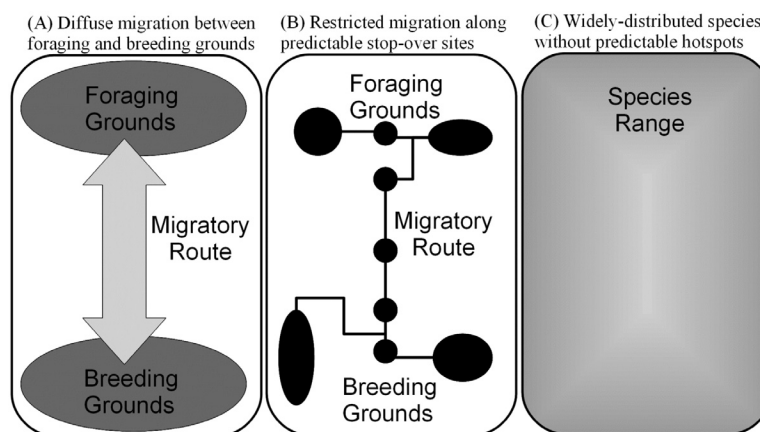 (A) Diffuse migration between
foraging and breeding grounds
(B) Restricted migration along
predictable stop-over sites
(C) Widely-distributed species
without predictable hotspots
Foraging
Grounds
Migratory
Route
Breeding
Grounds
Foraging
Grounds
Migratory
Route
Breeding
Grounds
Species
Range